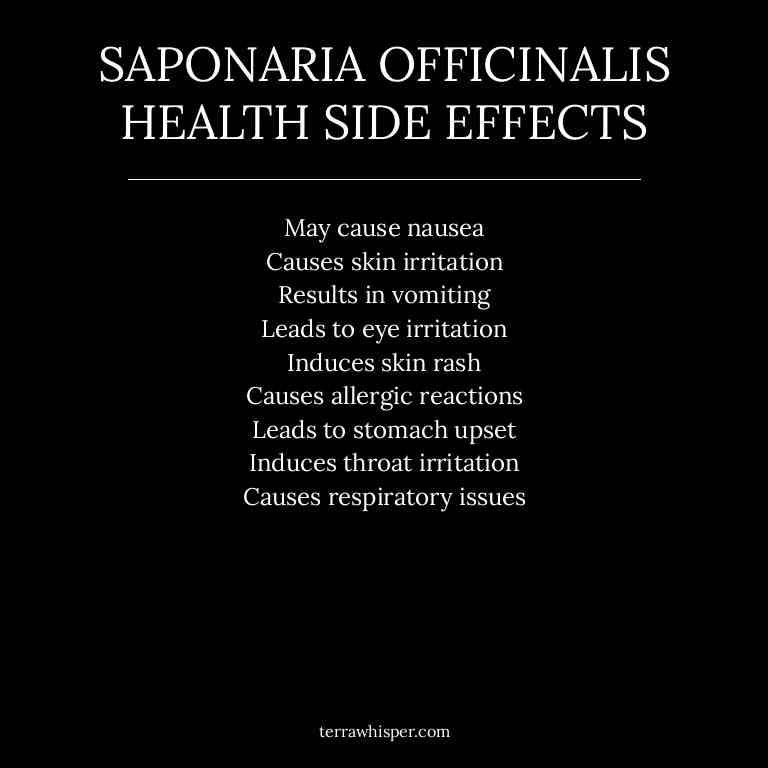 SAPONARIA OFFICINALIS
HEALTH SIDE EFFECTS
May cause nausea
Causes skin irritation
Results in vomiting
Leads to eye irritation
Induces skin rash
Causes allergic reactions
Leads to stomach upset
Induces throat irritation
Causes respiratory issues
terrawhisper.com